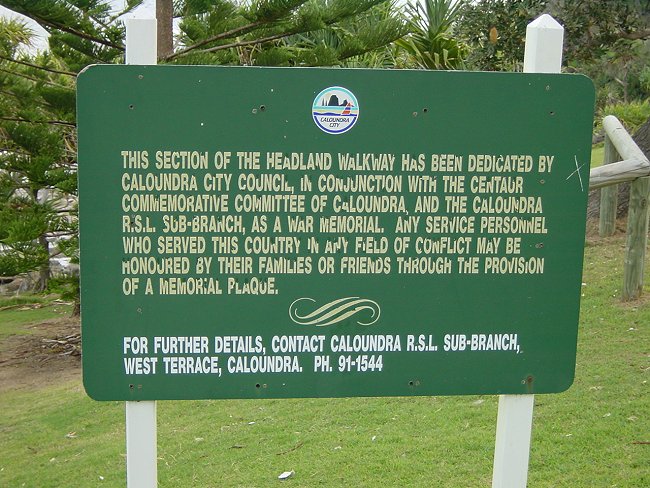 CALOUNDRA
CITY
THIS SECTION OF THE HEADLAND WALKWAY HAS BEEN DEDICATED BY
CALOUNDRA CITY COUNCIL, IN CONJUNCTION WITH THE CENTAUR
COMMEMORATIVE COMMITTEE OF CALOUNDRA, AND THE CALOUNDRA
R.S.L. SUB-BRANCH, AS A WAR MEMORIAL. ANY SERVICE PERSONNEL
WHO SERVED THIS COUNTRY IN ANY FIELD OF CONFLICT MAY BE
HONOURED BY THEIR FAMILIES OR FRIENDS THROUGH THE PROVISION
OF A MEMORIAL PLAQUE.
FOR FURTHER DETAILS, CONTACT CALOUNDRA R.S.L. SUB-BRANCH,
WEST TERRACE, CALOUNDRA. PH. 91-1544